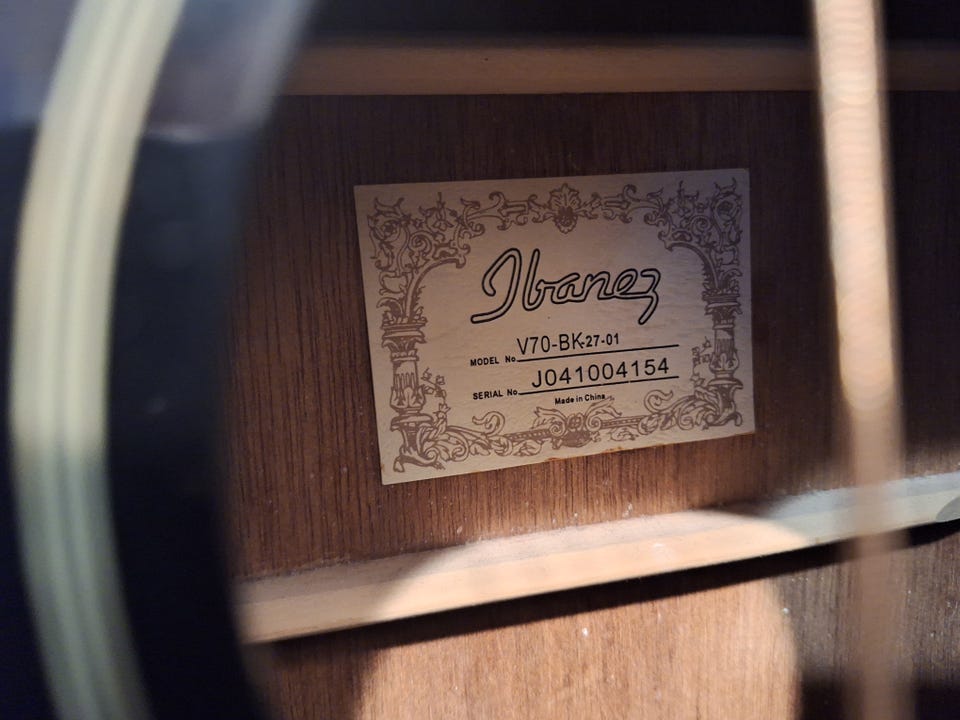 Ibanez
MODEL No. V70-BK-27-01
SERIAL No. J041004154
Made in China